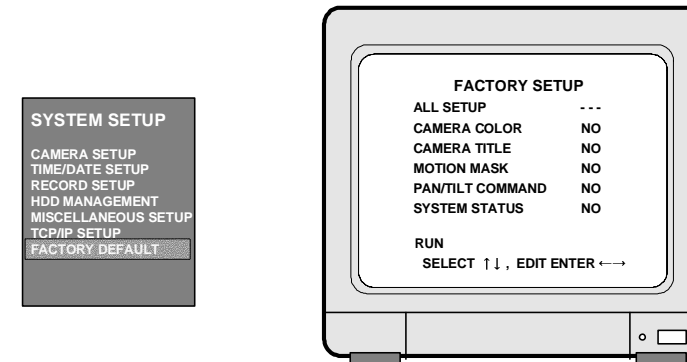 SYSTEM SETUP
CAMERA SETUP
TIME/DATE SETUP
RECORD SETUP
HDD MANAGEMENT
MISCELLANEOUS SETUP
TCP/IP SETUP
FACTORY DEFAULT
FACTORY SETUP
ALL SETUP - - -
CAMERA COLOR NO
CAMERA TITLE NO
MOTION MASK NO
PAN/TILT COMMAND NO
SYSTEM STATUS NO
RUN
SELECT ↑↓ , EDIT ENTER ←→